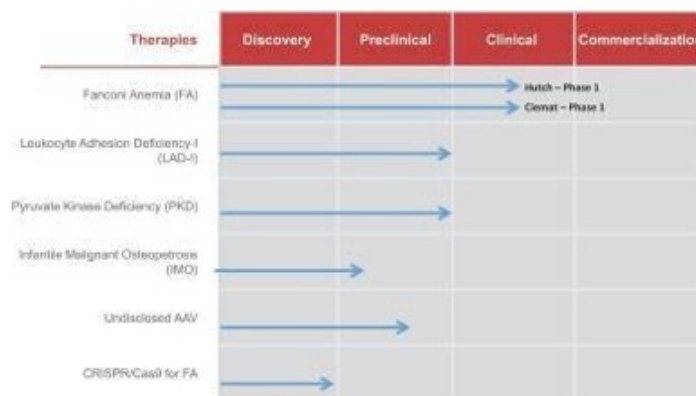 Therapies Discovery Preclinical Clinical Commercialization
Fanconi Anemia (FA)
Hutch – Phase 1
Ciemat – Phase 1
Leukocyte Adhesion Deficiency-I
(LAD-I)
Pyruvate Kinase Deficiency (PKD)
Infantile Malignant Osteopetrosis
(IMO)
Undisclosed AAV
CRISPR/Cas9 for FA